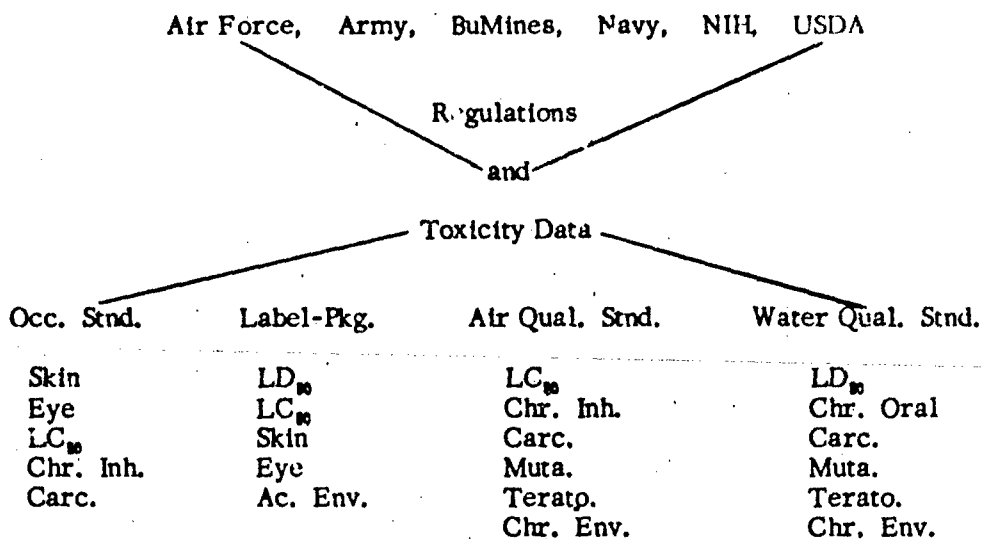 Air Force, Army, BuMines, Navy, NIH, USDA
Regulations
and
Toxicity Data
Occ. Stnd. Label-Pkg. Air Qual. Stnd. Water Qual. Stnd.
Skin LD₅₀ LC₅₀ LD₅₀
Eye LC₅₀ Chr. Inh. Chr. Oral
LC₅₀ Skin Carc. Carc.
Chr. Inh. Eye Muta. Muta.
Carc. Ac. Env. Terato. Terato.
Chr. Env. Chr. Env.